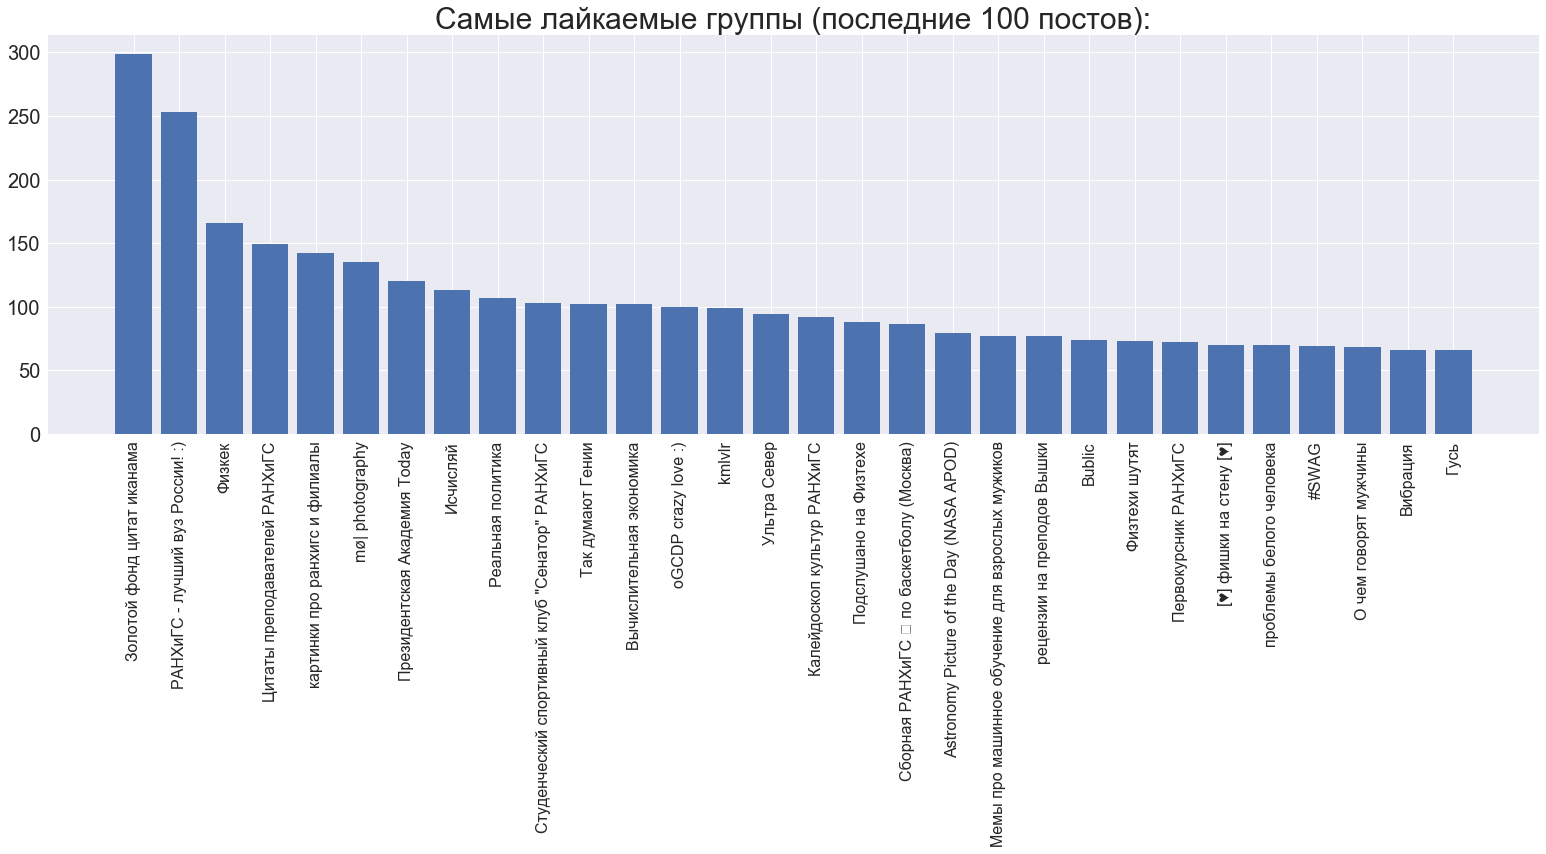 Самые лайкаемые группы (последние 100 постов):
300
250
200
150
100
50
0
Золотой фонд цитат иканама
РАНХиГС - лучший вуз России! :)
Физкек
Цитаты преподавателей РАНХиГС
картинки про ранхигс и филиалы
mø| photography
Президентская Академия Today
Исчисляй
Реальная политика
Студенческий спортивный клуб "Сенатор" РАНХиГС
Так думают Гении
Вычислительная экономика
oGCDP crazy love :)
kmlvlr
Ультра Север
Калейдоскоп культур РАНХиГС
Подслушано на Физтехе
Сборная РАНХиГС ▯ по баскетболу (Москва)
Astronomy Picture of the Day (NASA APOD)
Мемы про машинное обучение для взрослых мужиков
рецензии на преподов Вышки
Bublic
Физтехи шутят
Первокурсник РАНХиГС
[♥] фишки на стену [♥]
проблемы белого человека
#SWAG
О чем говорят мужчины
Вибрация
Гусь